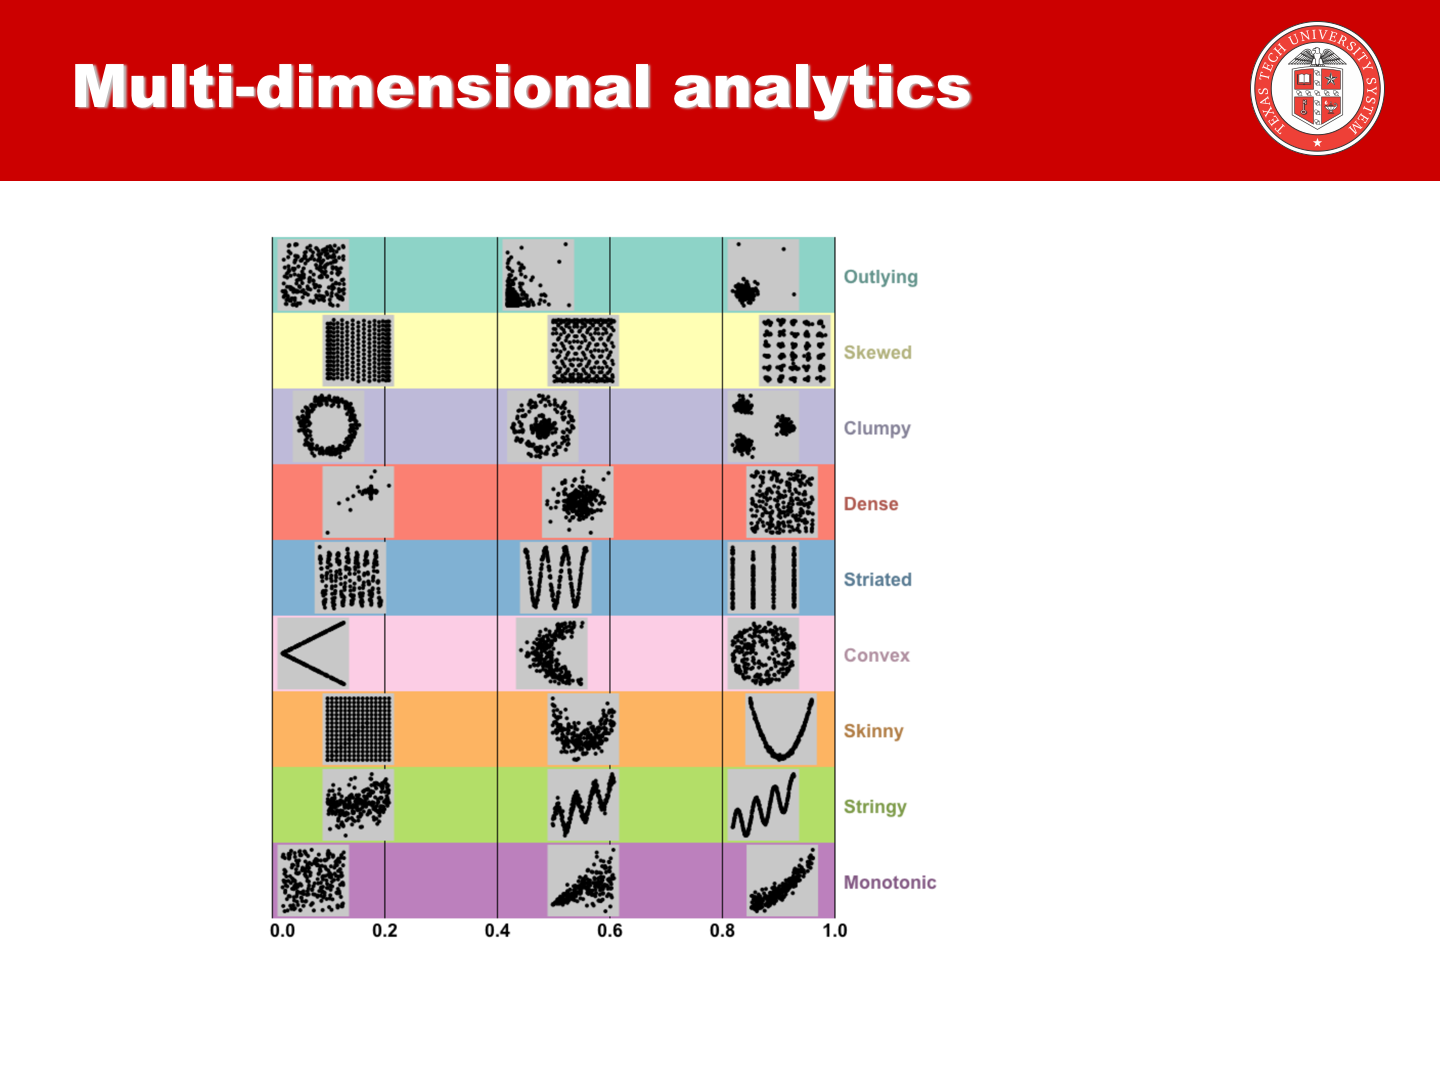 Multi-dimensional analytics
TEXAS TECH UNIVERSITY SYSTEM
Outlying
Skewed
Clumpy
Dense
Striated
Convex
Skinny
Stringy
Monotonic
0.0 0.2 0.4 0.6 0.8 1.0